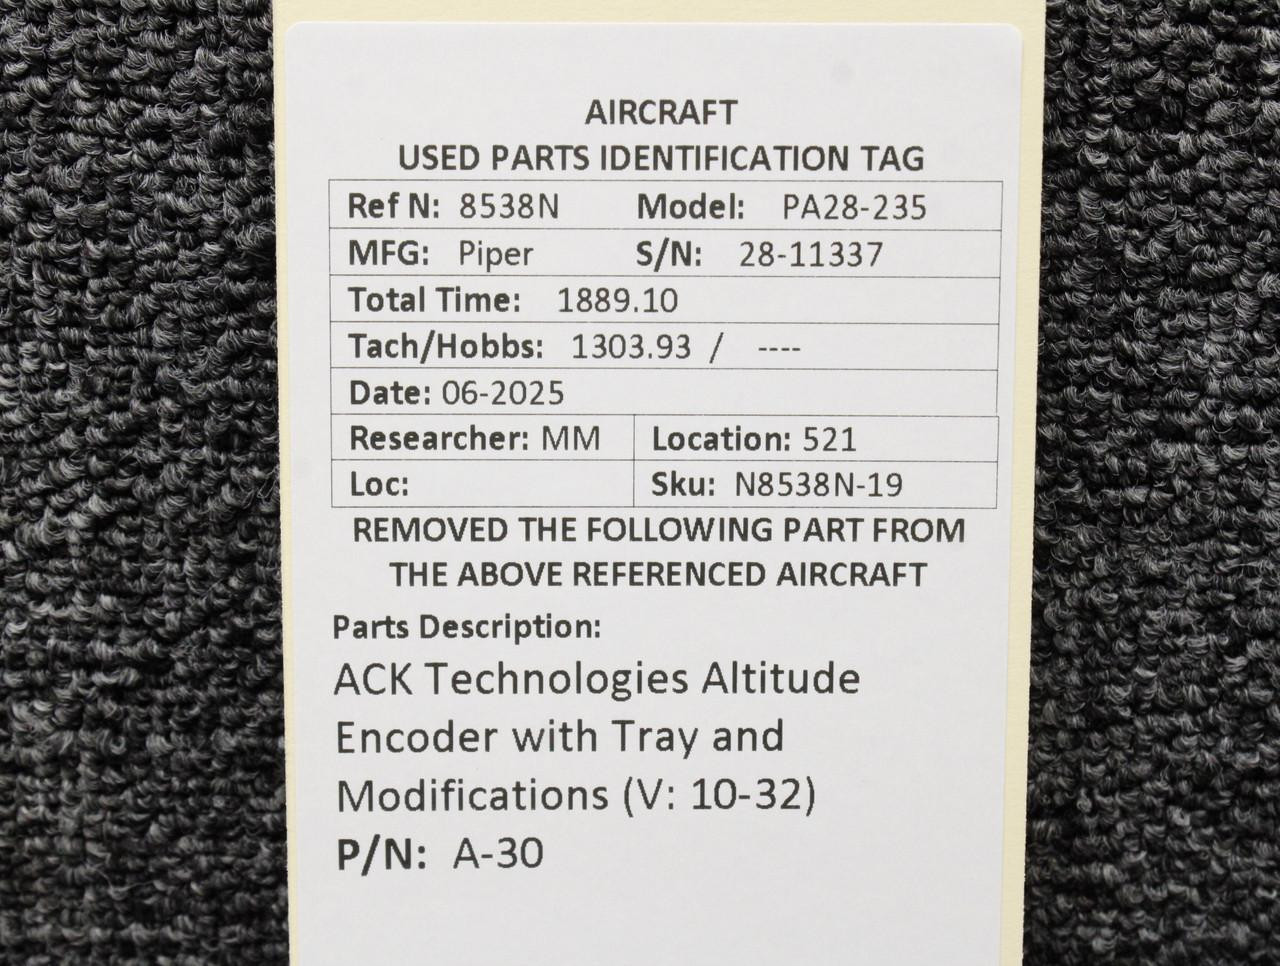 AIRCRAFT
USED PARTS IDENTIFICATION TAG
Ref N: 8538N Model: PA28-235
MFG: Piper S/N: 28-11337
Total Time: 1889.10
Tach/Hobbs: 1303.93 / ----
Date: 06-2025
Researcher: MM Location: 521
Loc: Sku: N8538N-19
REMOVED THE FOLLOWING PART FROM
THE ABOVE REFERENCED AIRCRAFT
Parts Description:
ACK Technologies Altitude
Encoder with Tray and
Modifications (V: 10-32)
P/N: A-30